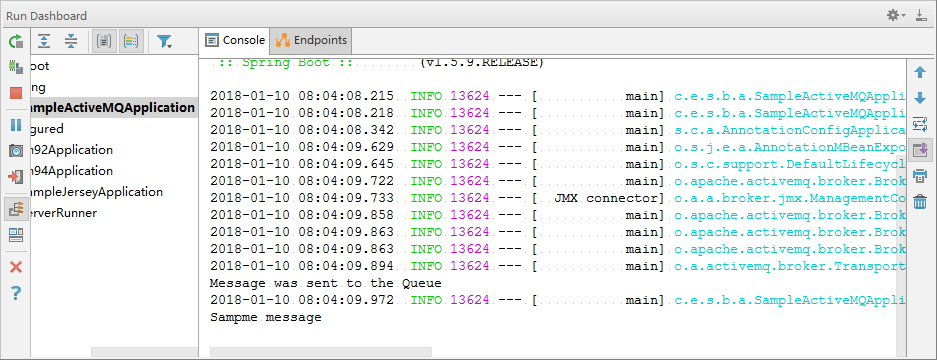 Run Dashboard
Console Endpoints
oot
ng
ampleActiveMQApplication
igured
n92Application
n94Application
ampleJerseyApplication
erverRunner
:: Spring Boot :: (v1.5.9.RELEASE)
2018-01-10 08:04:08.215 INFO 13624 --- [ main] c.e.s.b.a.SampleActiveMQAppli
2018-01-10 08:04:08.218 INFO 13624 --- [ main] c.e.s.b.a.SampleActiveMQAppli
2018-01-10 08:04:08.342 INFO 13624 --- [ main] s.c.a.AnnotationConfigApplica
2018-01-10 08:04:09.629 INFO 13624 --- [ main] o.s.j.e.a.AnnotationMBeanExpo
2018-01-10 08:04:09.645 INFO 13624 --- [ main] o.s.c.support.DefaultLifecycl
2018-01-10 08:04:09.722 INFO 13624 --- [ main] o.apache.activemq.broker.Brok
2018-01-10 08:04:09.733 INFO 13624 --- [ JMX connector] o.a.a.broker.jmx.ManagementCo
2018-01-10 08:04:09.858 INFO 13624 --- [ main] o.apache.activemq.broker.Brok
2018-01-10 08:04:09.863 INFO 13624 --- [ main] o.apache.activemq.broker.Brok
2018-01-10 08:04:09.863 INFO 13624 --- [ main] o.apache.activemq.broker.Brok
2018-01-10 08:04:09.894 INFO 13624 --- [ main] o.a.activemq.broker.Transport
Message was sent to the Queue
2018-01-10 08:04:09.972 INFO 13624 --- [ main] c.e.s.b.a.SampleActiveMQAppli
Sampme message